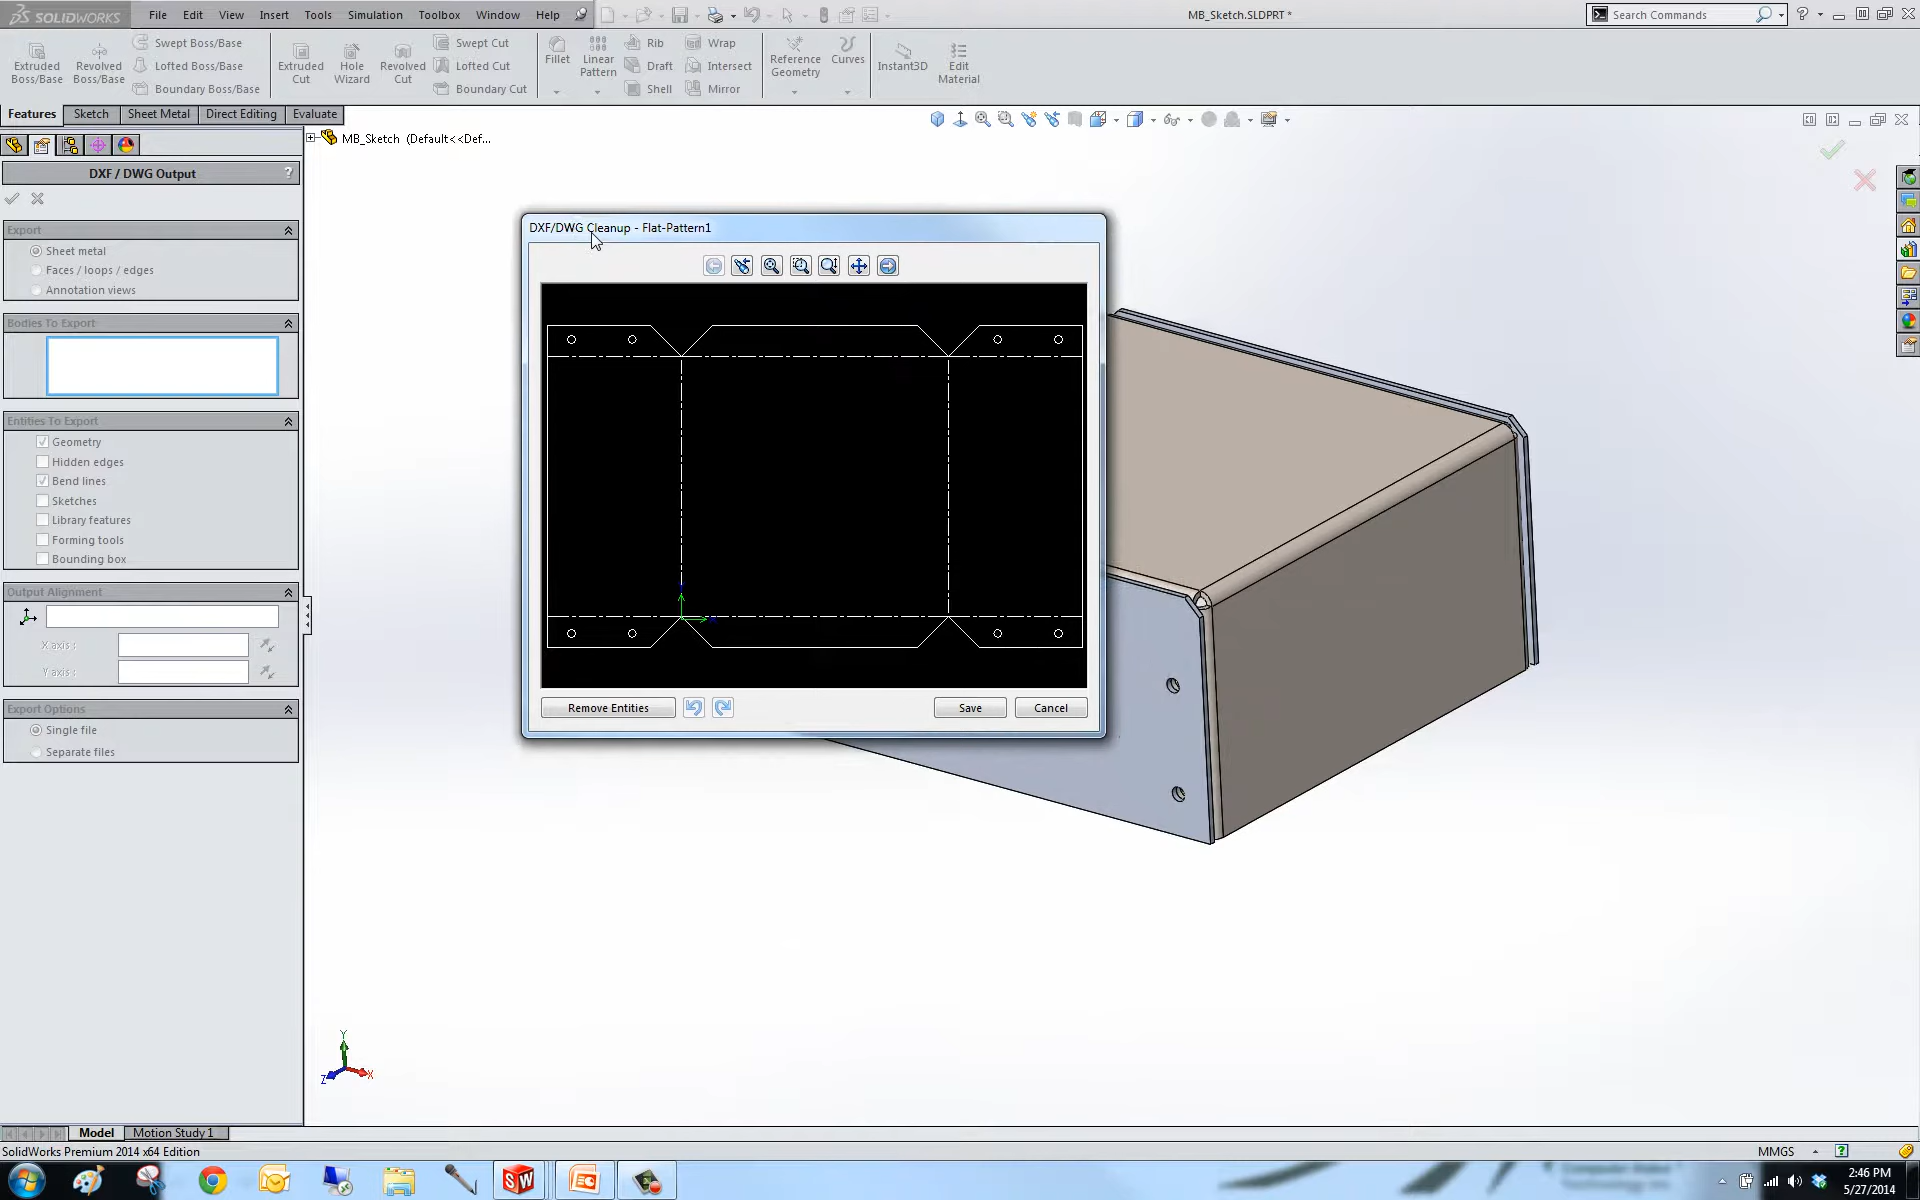 SOLIDWORKS File Edit View Insert Tools Simulation Toolbox Window Help MB_Sketch.SLDPRT * Search Commands
Extruded Boss/Base
Revolved Boss/Base
Swept Boss/Base
Lofted Boss/Base
Boundary Boss/Base
Extruded Cut
Hole Wizard
Revolved Cut
Swept Cut
Lofted Cut
Boundary Cut
Fillet
Linear Pattern
Rib
Draft
Shell
Wrap
Intersect
Mirror
Reference Geometry
Curves
Instant3D
Edit Material
Features Sketch Sheet Metal Direct Editing Evaluate
MB_Sketch (Default<<Def...
DXF / DWG Output ?
Export
Sheet metal
Faces / loops / edges
Annotation views
Bodies To Export
Entities To Export
Geometry
Hidden edges
Bend lines
Sketches
Library features
Forming tools
Bounding box
Output Alignment
X axis :
Y axis :
Export Options
Single file
Separate files
DXF/DWG Cleanup - Flat-Pattern1
Remove Entities Save Cancel
Y
Z X
Model Motion Study 1
SolidWorks Premium 2014 x64 Edition MMGS
2:46 PM
5/27/2014